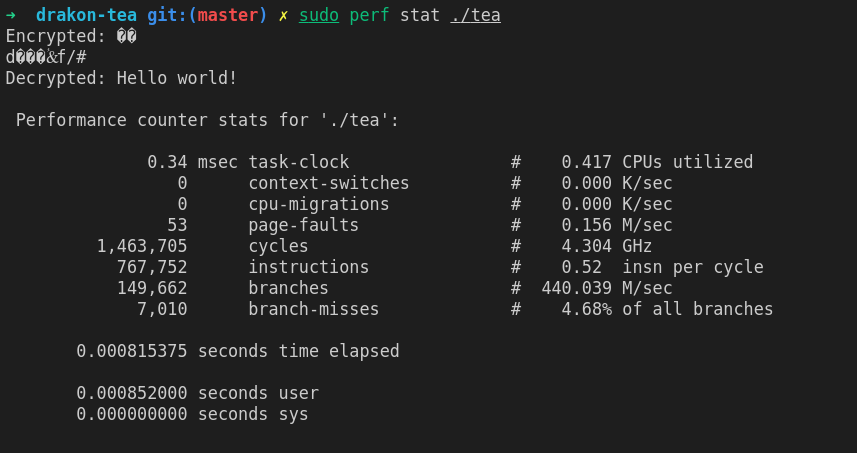 ➜  drakon-tea git:(master) ✗ sudo perf stat ./tea
Encrypted: ��
d���&f/#
Decrypted: Hello world!
 Performance counter stats for './tea':
              0.34 msec task-clock                #    0.417 CPUs utilized
                 0      context-switches          #    0.000 K/sec
                 0      cpu-migrations            #    0.000 K/sec
                53      page-faults               #    0.156 M/sec
         1,463,705      cycles                    #    4.304 GHz
           767,752      instructions              #    0.52  insn per cycle
           149,662      branches                  #  440.039 M/sec
             7,010      branch-misses             #    4.68% of all branches
       0.000815375 seconds time elapsed
       0.000852000 seconds user
       0.000000000 seconds sys